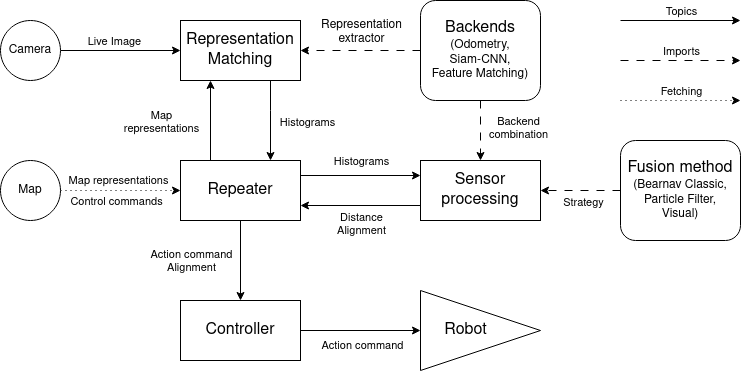 Camera
Live Image
Representation
Matching
Representation
extractor
Backends
(Odometry,
Siam-CNN,
Feature Matching)
Topics
Imports
Fetching
Map
representations
Histograms
Backend
combination
Map
Map representations
Control commands
Repeater
Histograms
Distance
Alignment
Sensor
processing
Strategy
Fusion method
(Bearnav Classic,
Particle Filter,
Visual)
Action command
Alignment
Controller
Action command
Robot